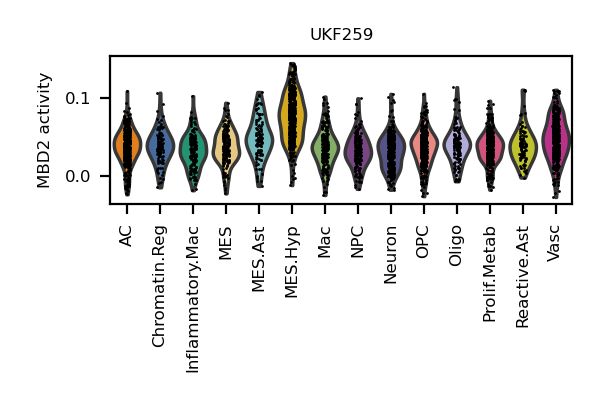 UKF259
MBD2 activity
0.1
0.0
AC
Chromatin.Reg
Inflammatory.Mac
MES
MES.Ast
MES.Hyp
Mac
NPC
Neuron
OPC
Oligo
Prolif.Metab
Reactive.Ast
Vasc